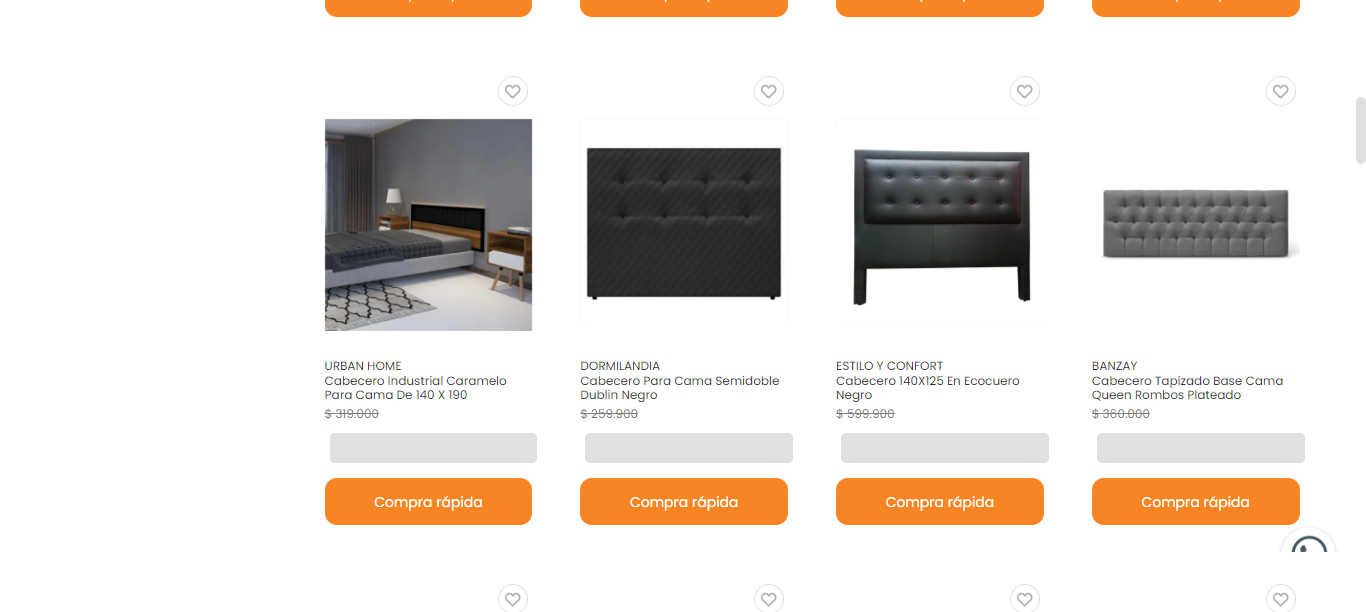 URBAN HOME
Cabecero Industrial Caramelo
Para Cama De 140 X 190
$ 319.000
Compra rápida
DORMILANDIA
Cabecero Para Cama Semidoble
Dublin Negro
$ 259.900
Compra rápida
ESTILO Y CONFORT
Cabecero 140X125 En Ecocuero
Negro
$ 599.900
Compra rápida
BANZAY
Cabecero Tapizado Base Cama
Queen Rombos Plateado
$ 360.000
Compra rápida